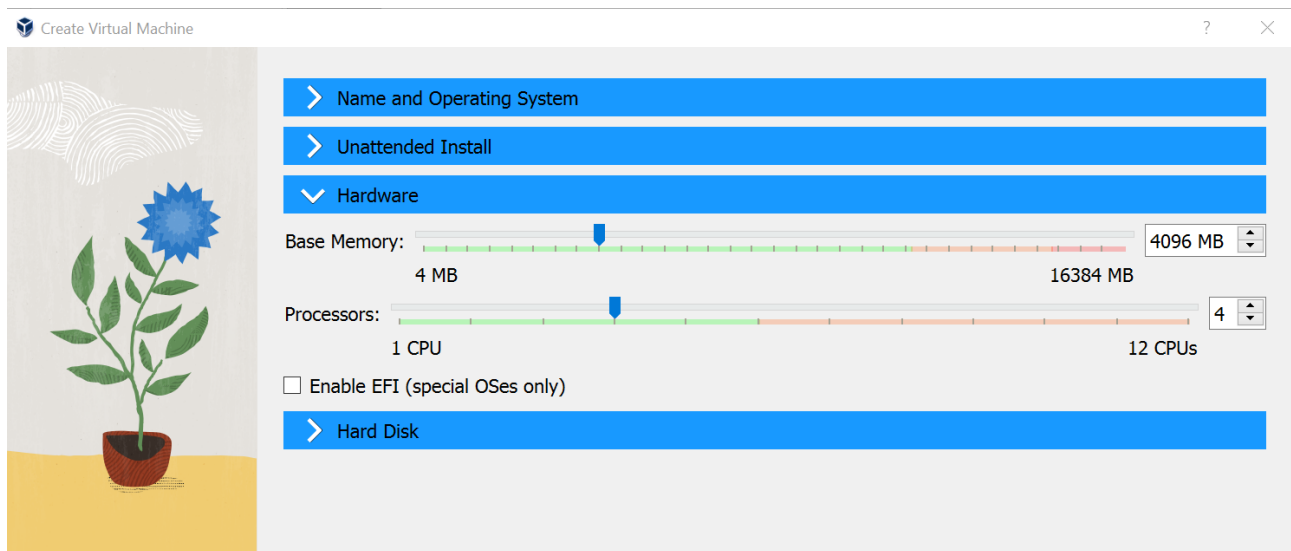 Create Virtual Machine ?
Name and Operating System
Unattended Install
Hardware
Base Memory: 4096 MB
4 MB 16384 MB
Processors: 4
1 CPU 12 CPUs
Enable EFI (special OSes only)
Hard Disk